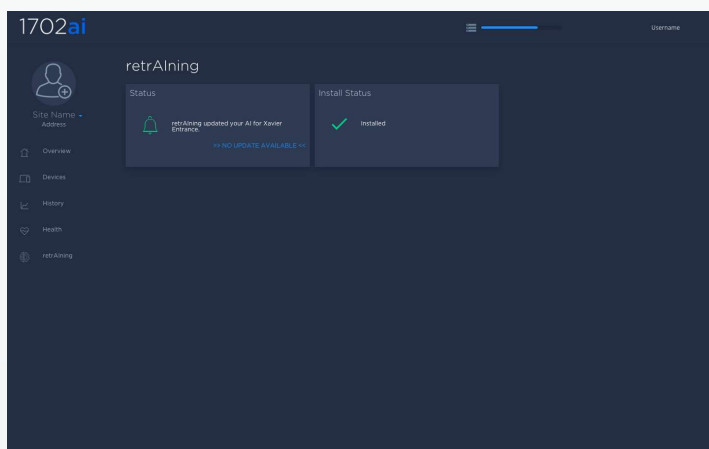 1702ai
Username
Site Name
Address
Overview
Devices
History
Health
retrAIning
retrAIning
Status
retrAIning updated your AI for Xavier
Entrance.
>> NO UPDATE AVAILABLE <<
Install Status
Installed